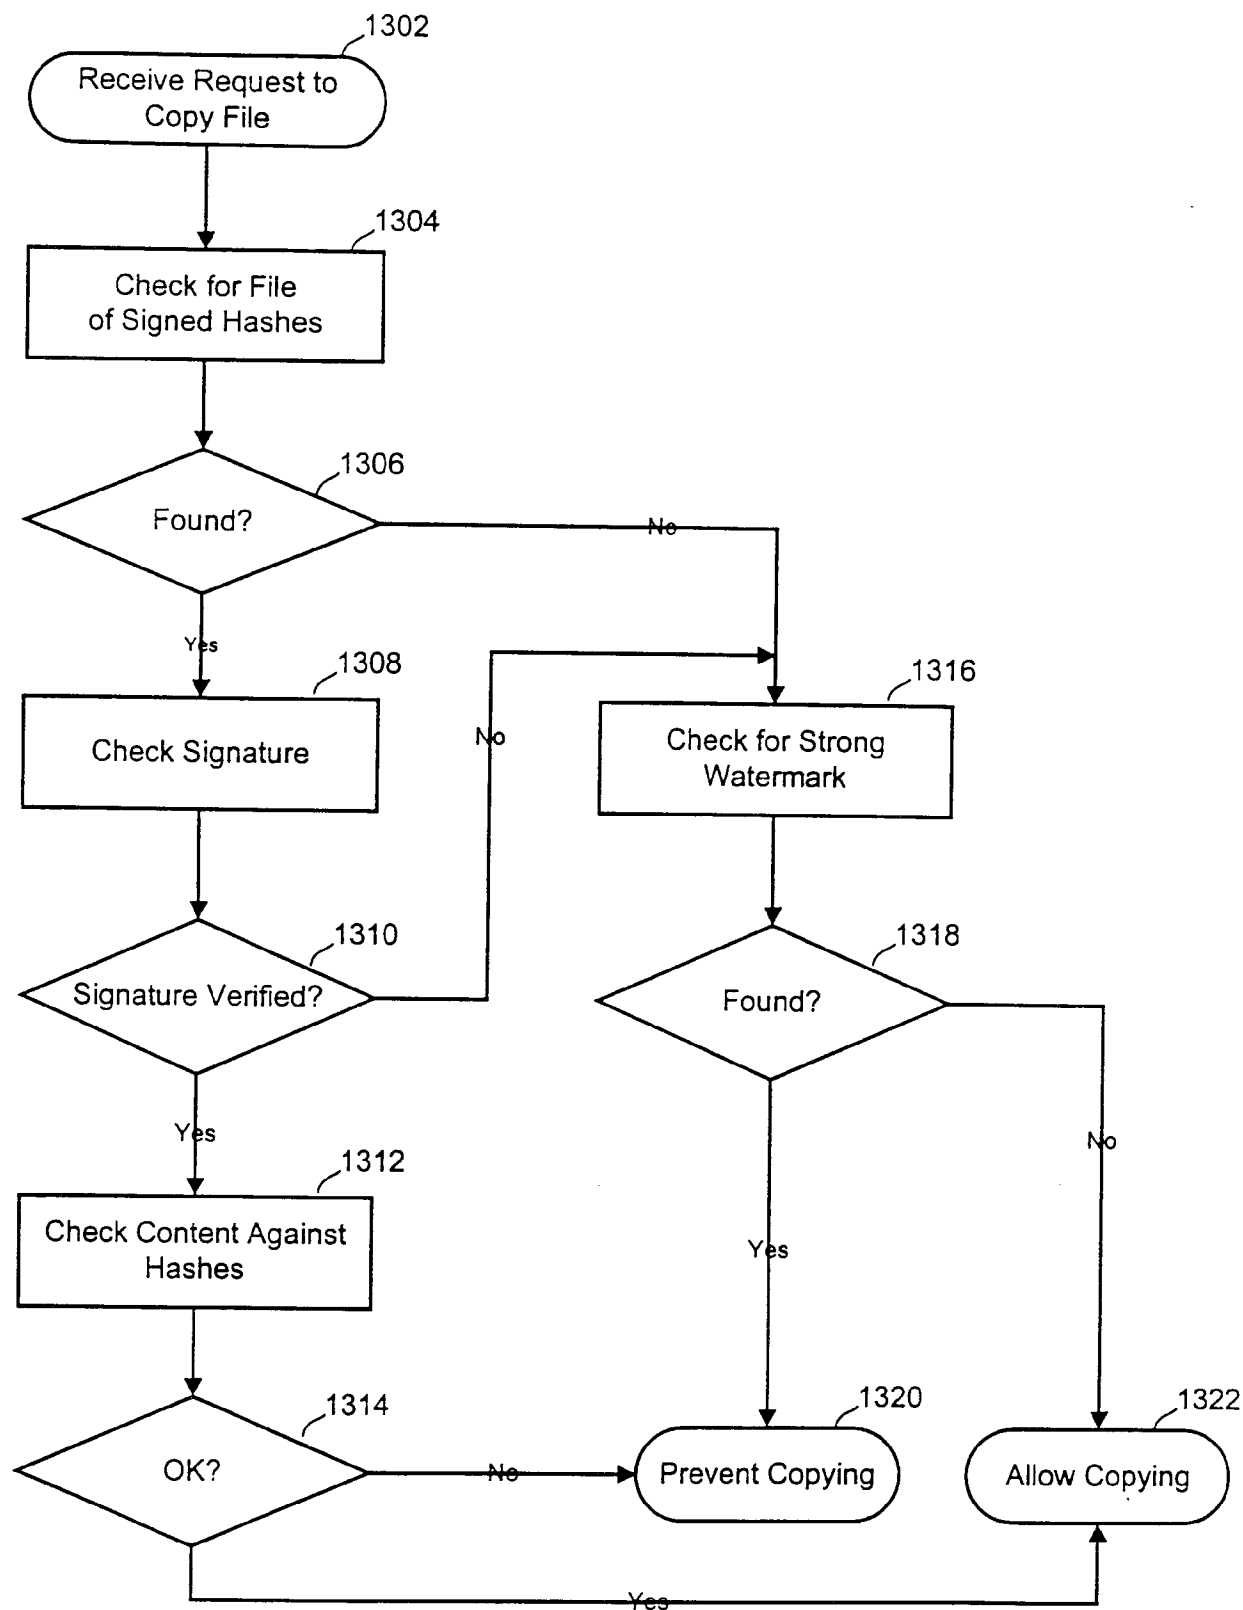 1302
Receive Request to
Copy File
1304
Check for File
of Signed Hashes
1306
Found?
No
Yes
1308
Check Signature
No
1316
Check for Strong
Watermark
1310
Signature Verified?
1318
Found?
Yes
No
1312
Check Content Against
Hashes
Yes
1314
OK?
No
1320
Prevent Copying
1322
Allow Copying
Yes